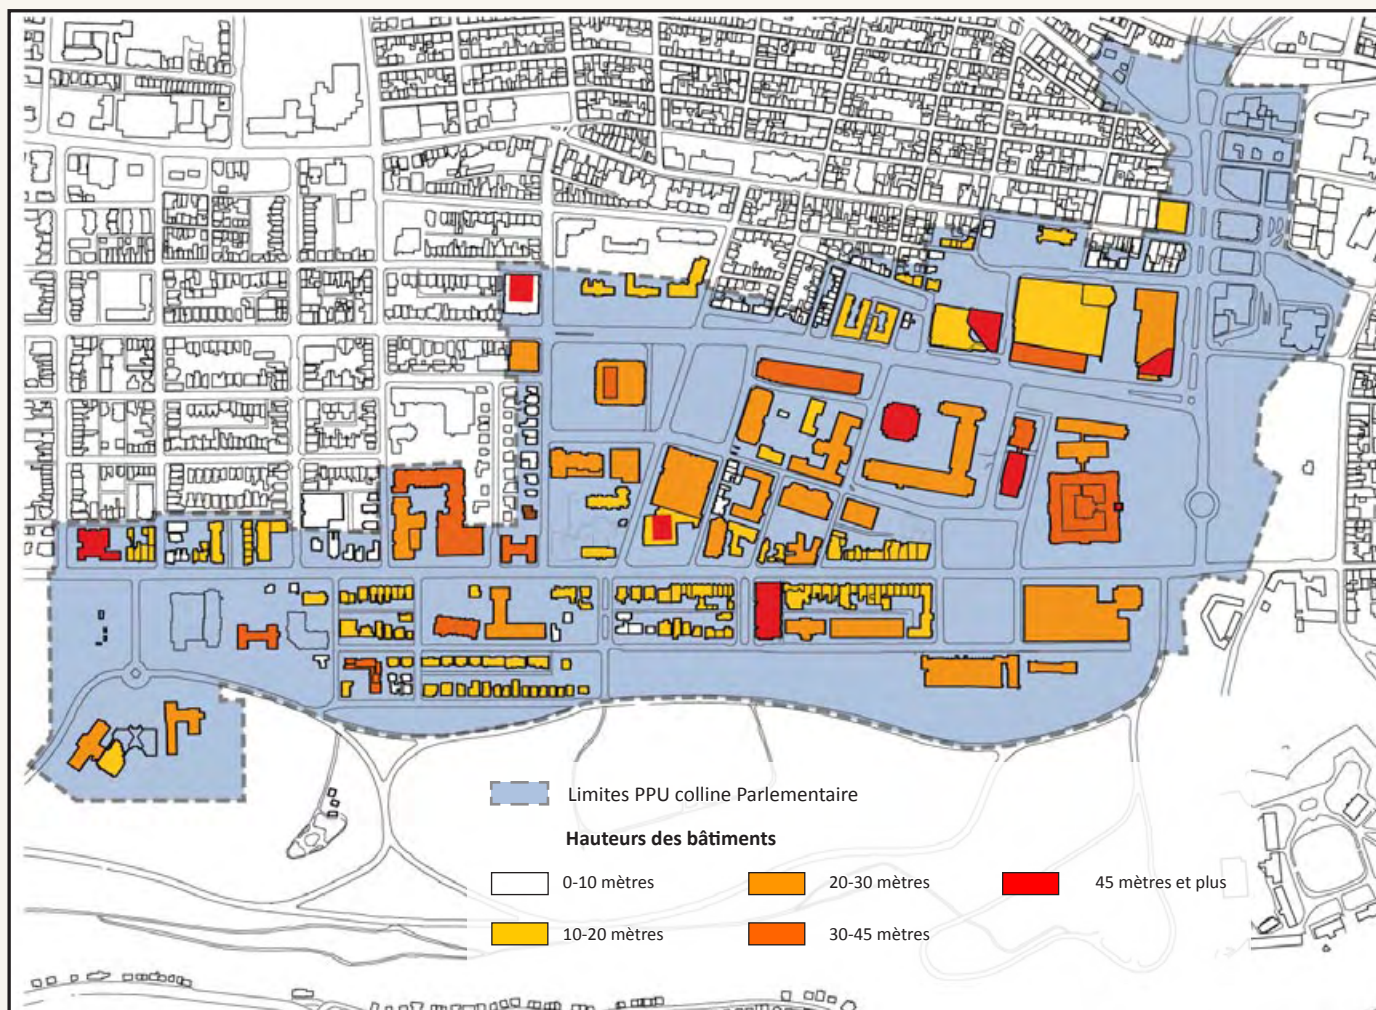 Limites PPU colline Parlementaire
Hauteurs des bâtiments
0-10 mètres
20-30 mètres
45 mètres et plus
10-20 mètres
30-45 mètres